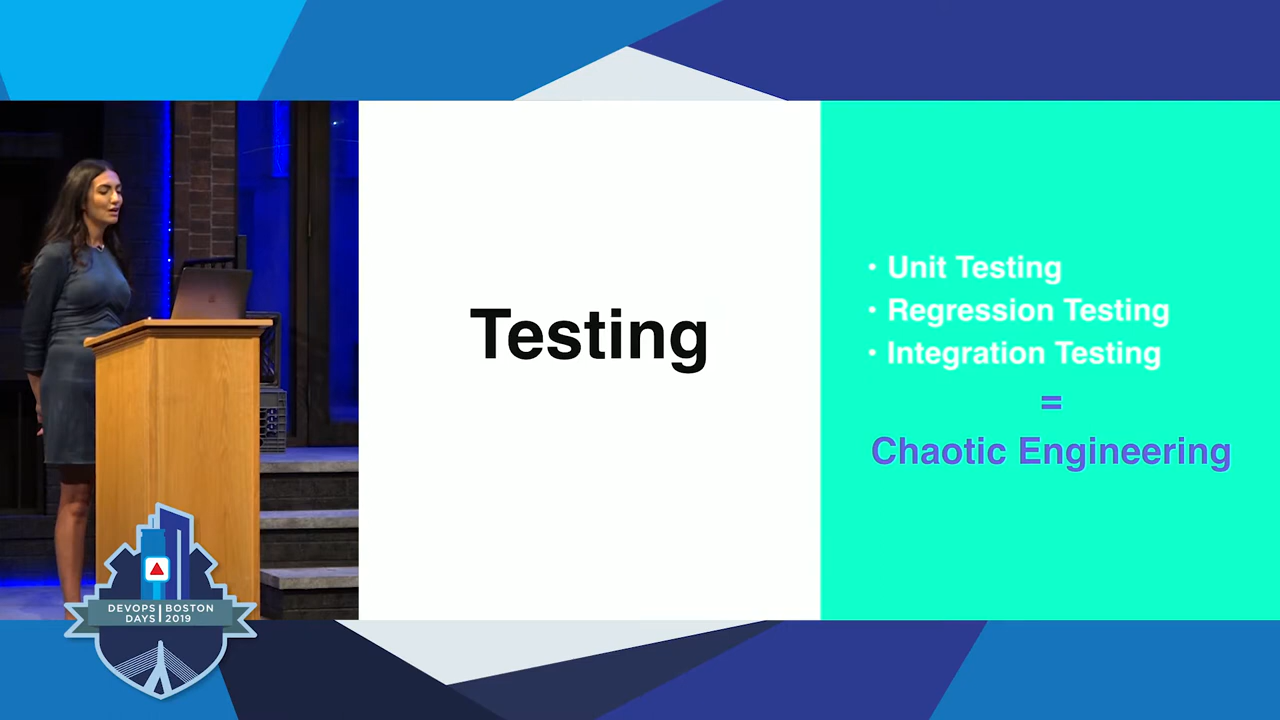 Testing
• Unit Testing
• Regression Testing
• Integration Testing
=
Chaotic Engineering
DEVOPS BOSTON
DAYS 2019